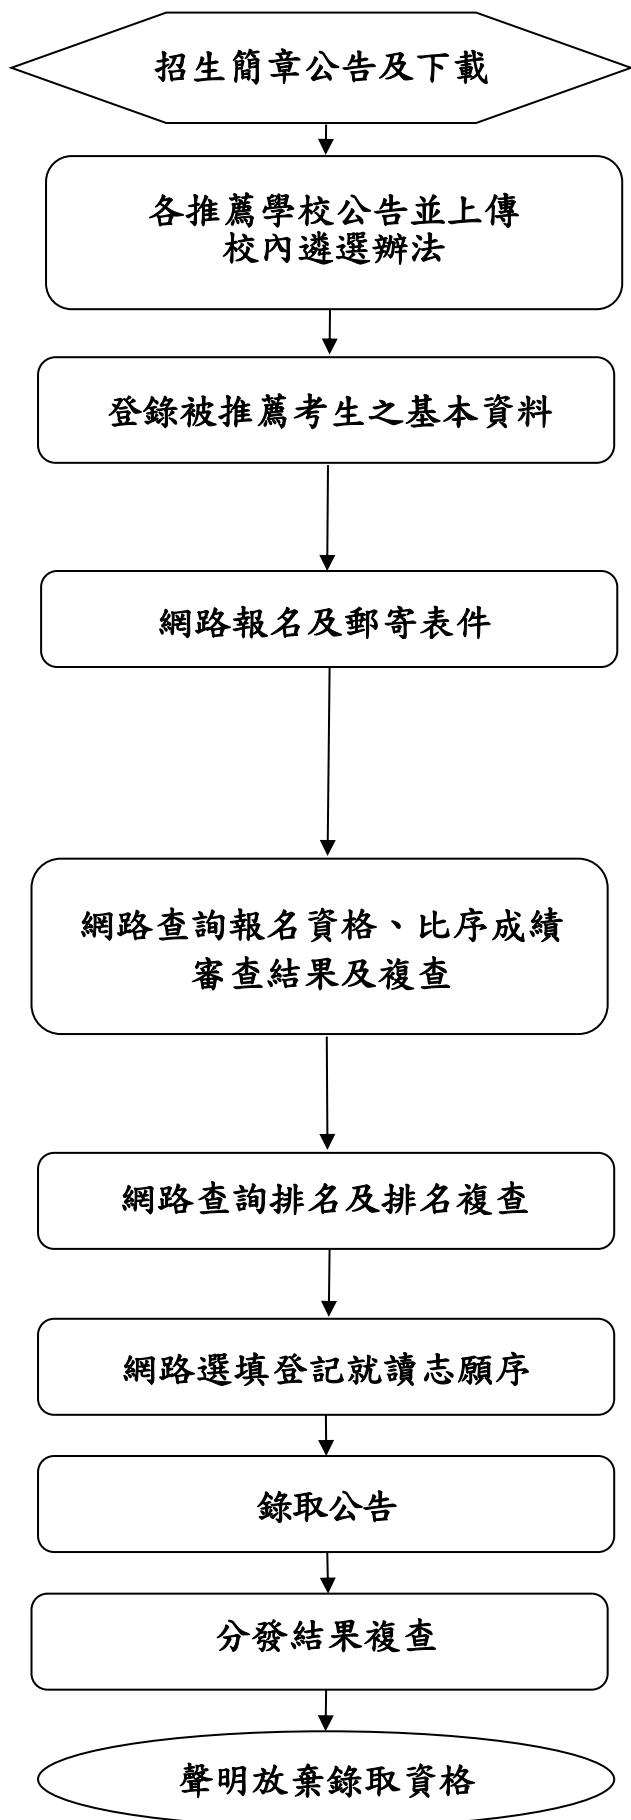 招生簡章公告及下載
各推薦學校公告並上傳
校內遴選辦法
登錄被推薦考生之基本資料
網路報名及郵寄表件
網路查詢報名資格、比序成績
審查結果及複查
網路查詢排名及排名複查
網路選填登記就讀志願序
錄取公告
分發結果複查
聲明放棄錄取資格